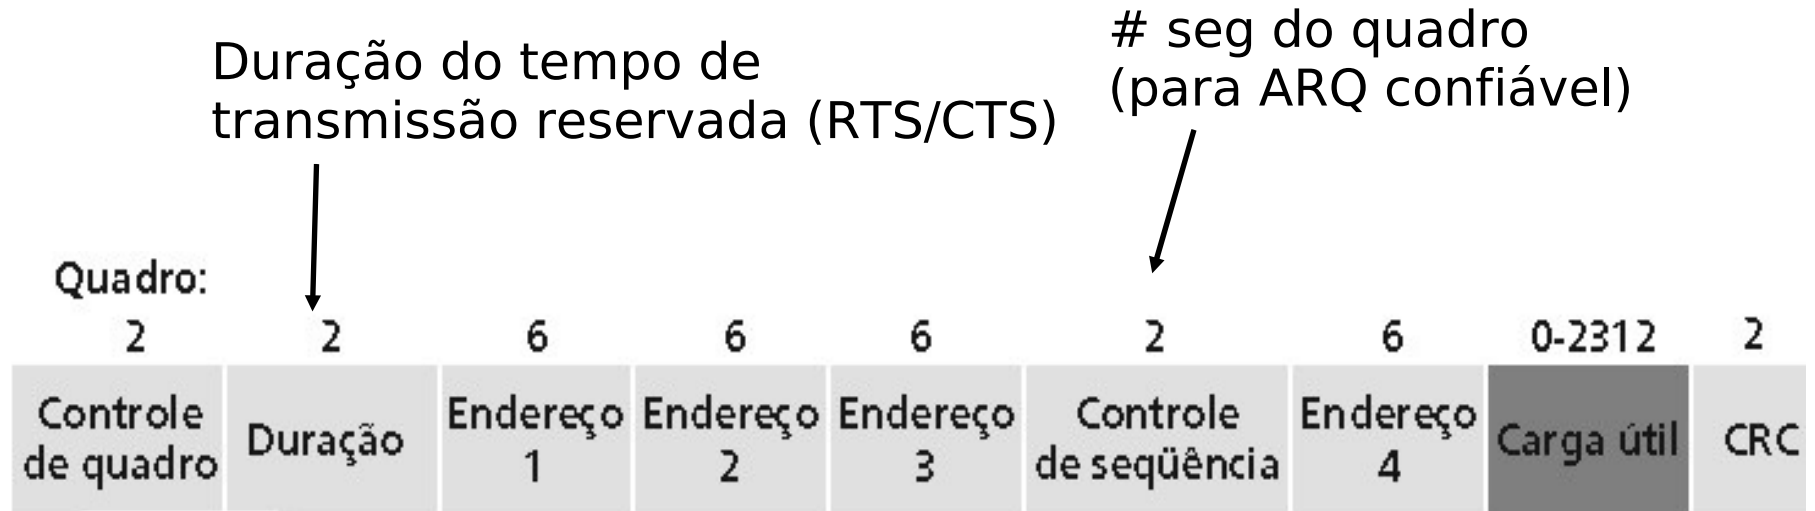 Duração do tempo de
transmissão reservada (RTS/CTS)
# seg do quadro
(para ARQ confiável)
Quadro:
2 2 6 6 6 2 6 0-2312 2
Controle de quadro
Duração
Endereço 1
Endereço 2
Endereço 3
Controle de seqüência
Endereço 4
Carga útil
CRC